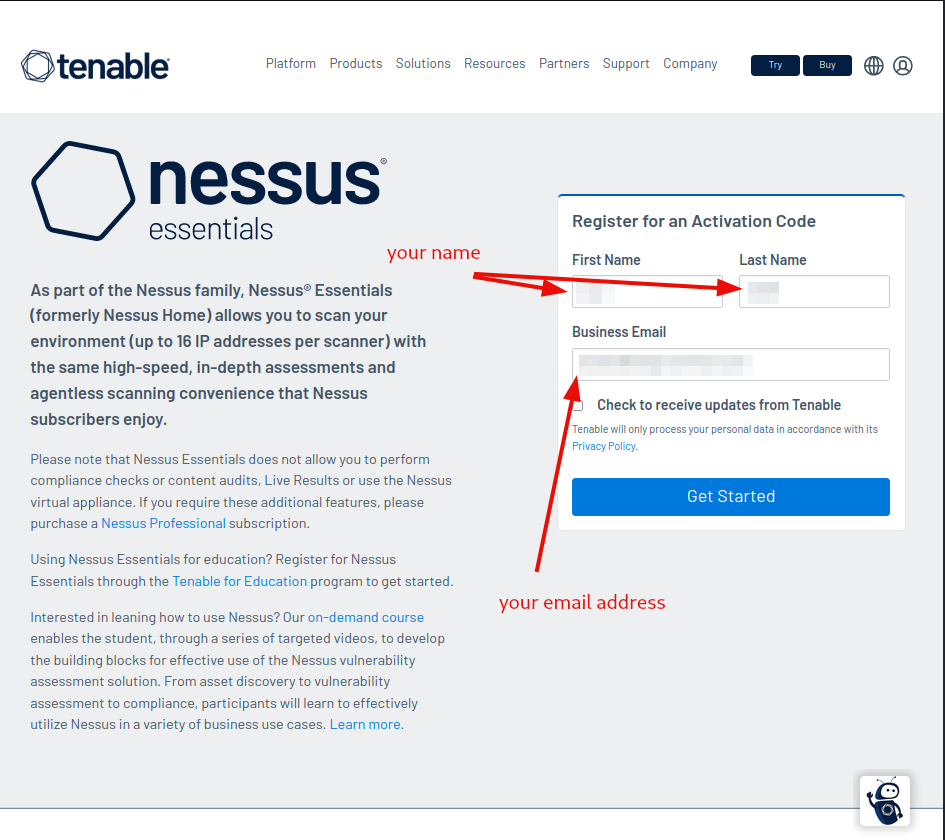 tenable
Platform Products Solutions Resources Partners Support Company Try Buy
nessus®
essentials
Register for an Activation Code
your name
First Name Last Name
As part of the Nessus family, Nessus® Essentials
(formerly Nessus Home) allows you to scan your
environment (up to 16 IP addresses per scanner) with
the same high-speed, in-depth assessments and
agentless scanning convenience that Nessus
subscribers enjoy.
Business Email
Check to receive updates from Tenable
Tenable will only process your personal data in accordance with its
Privacy Policy.
Get Started
Please note that Nessus Essentials does not allow you to perform
compliance checks or content audits, Live Results or use the Nessus
virtual appliance. If you require these additional features, please
purchase a Nessus Professional subscription.
Using Nessus Essentials for education? Register for Nessus
Essentials through the Tenable for Education program to get started.
your email address
Interested in leaning how to use Nessus? Our on-demand course
enables the student, through a series of targeted videos, to develop
the building blocks for effective use of the Nessus vulnerability
assessment solution. From asset discovery to vulnerability
assessment to compliance, participants will learn to effectively
utilize Nessus in a variety of business use cases. Learn more.